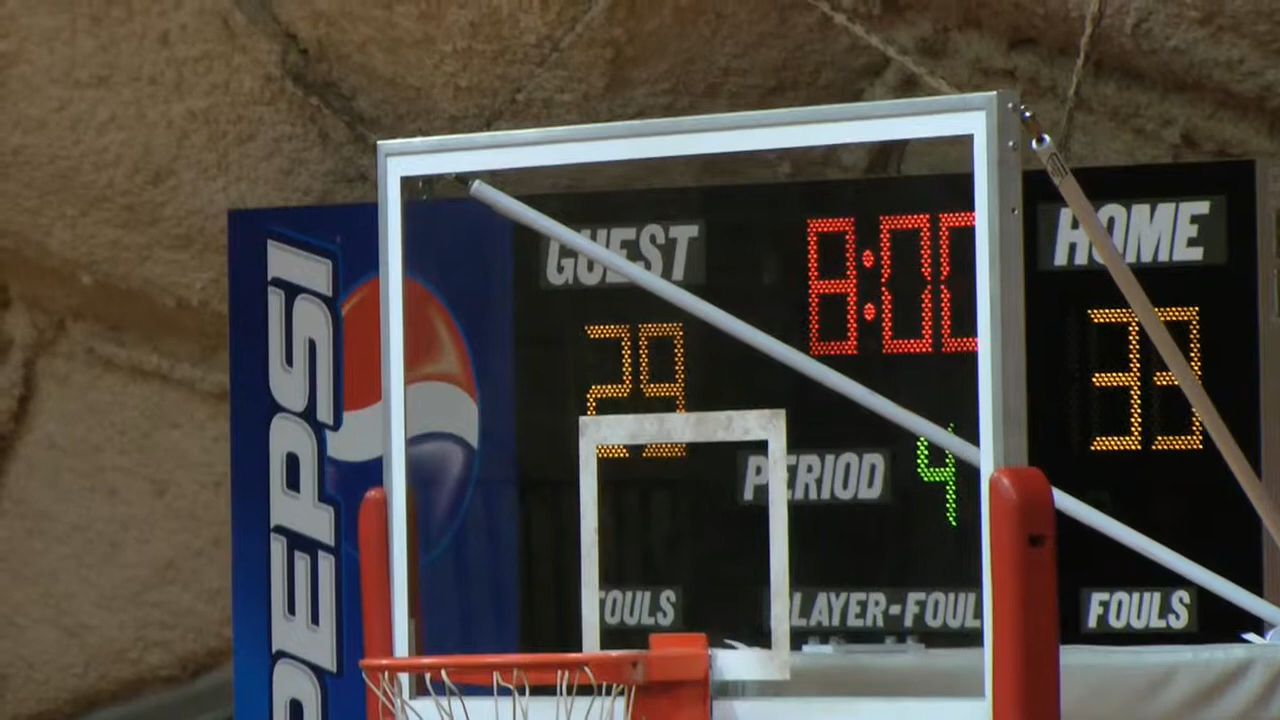 PEPSI
GUEST
8:00
HOME
29
33
PERIOD 4
FOULS
PLAYER-FOUL
FOULS